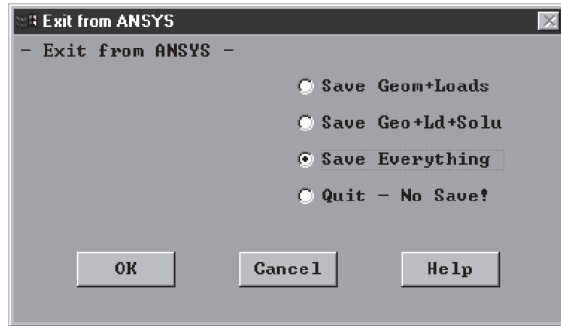 Exit from ANSYS
- Exit from ANSYS -
Save Geom+Loads
Save Geo+Ld+Solu
Save Everything
Quit - No Save!
OK Cancel Help